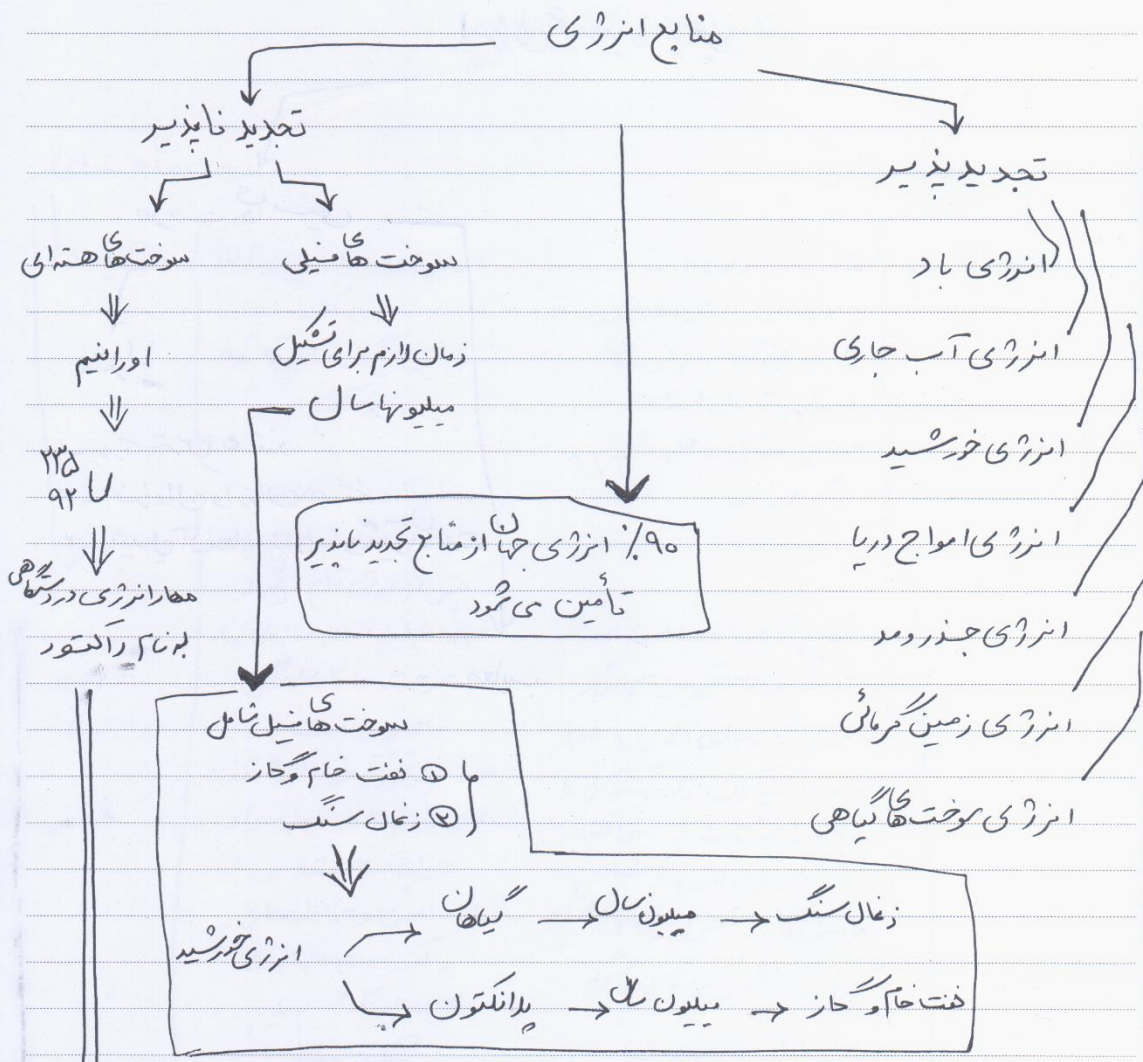 منابع انرژی
تجدید پذیر
انرژی باد
انرژی آب جاری
انرژی خورشید
انرژی امواج دریا
انرژی جذر و مد
انرژی زمین گرمائی
انرژی سوخت های گیاهی
۹۰٪ انرژی جهان از منابع تجدید ناپذیر
تأمین می شود
تجدید ناپذیر
سوخت های فسیلی
زمان لازم برای تشکیل
میلیونها سال
سوخت های فسیل شامل
① نفت خام و گاز
② زغال سنگ
انرژی خورشید
گیاهان → میلیون سال → زغال سنگ
پلانکتون → میلیون سال → نفت خام و گاز
سوخت های هسته ای
اورانیم
۲۳۵
۹۲ U
مهار انرژی در دستگاهی
به نام راکتور